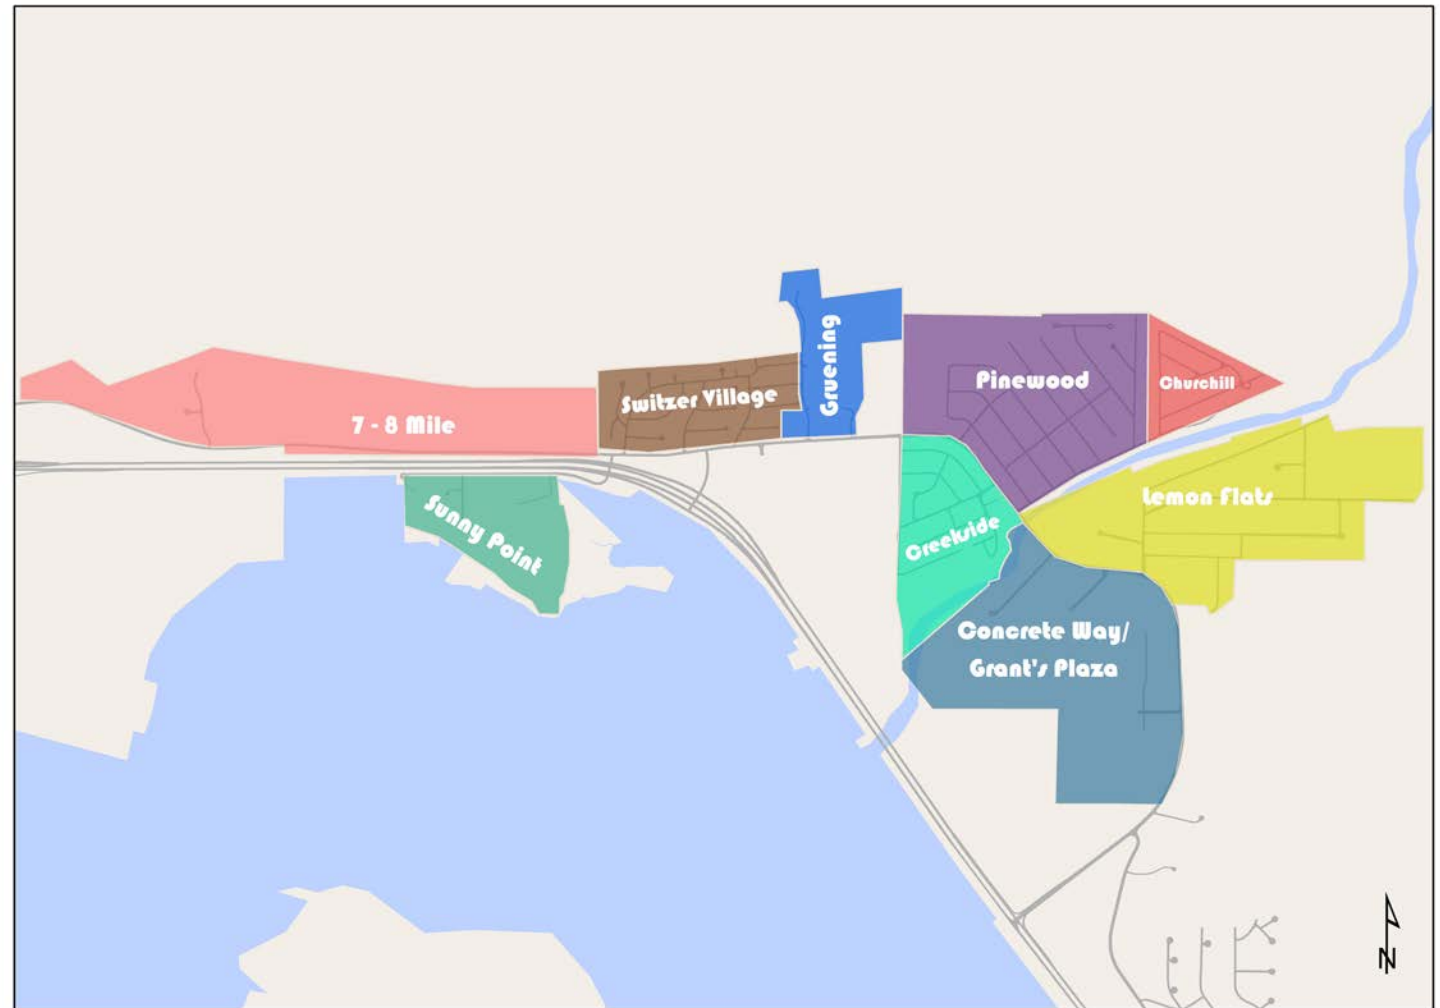 Gruening
Pinewood
Churchill
Switzer Village
7 - 8 Mile
Lemon Flats
Sunny Point
Creekside
Concrete Way/
Grant's Plaza
N